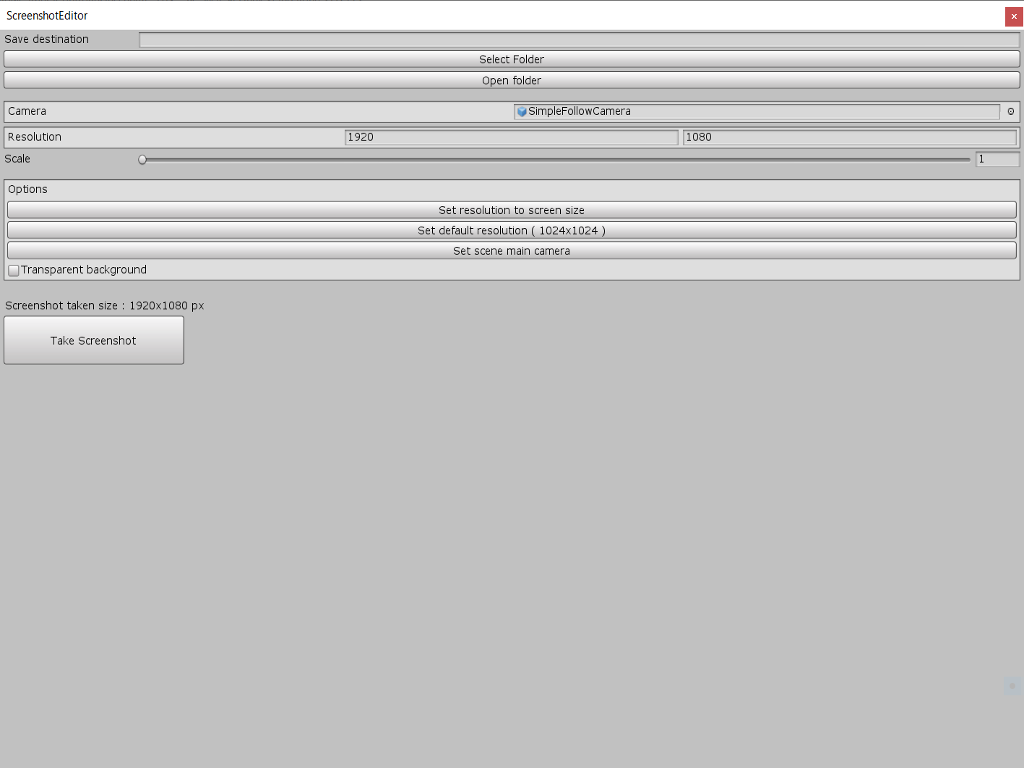 ScreenshotEditor
Save destination
Select Folder
Open folder
Camera SimpleFollowCamera
Resolution 1920 1080
Scale 1
Options
Set resolution to screen size
Set default resolution ( 1024x1024 )
Set scene main camera
Transparent background
Screenshot taken size : 1920x1080 px
Take Screenshot